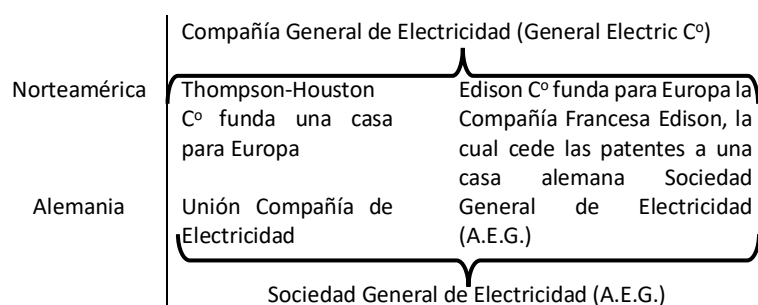 Compañía General de Electricidad (General Electric Cº)
Norteamérica
Thompson-Houston
Cº funda una casa
para Europa
Edison Cº funda para Europa la
Compañía Francesa Edison, la
cual cede las patentes a una
casa alemana Sociedad
General de Electricidad
(A.E.G.)
Alemania
Unión Compañía de
Electricidad
Sociedad General de Electricidad (A.E.G.)